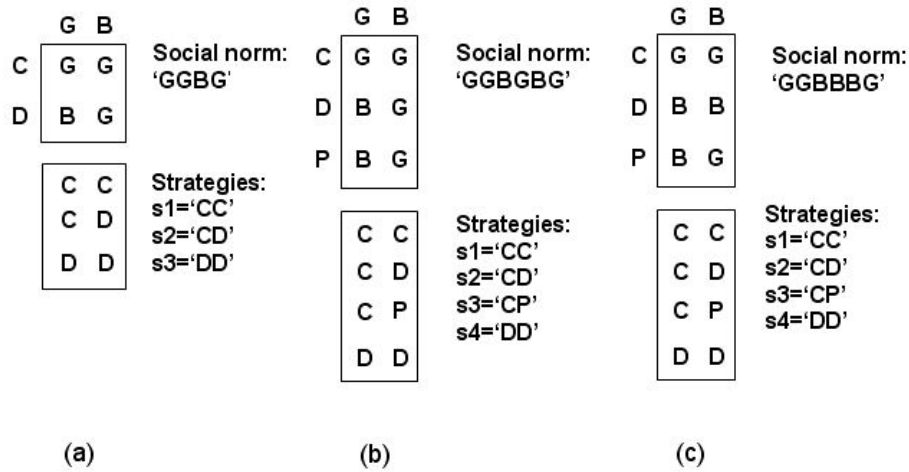 G B
C G G
D B G
Social norm:
‘GGBG’
C C
C D
D D
Strategies:
s1=‘CC’
s2=‘CD’
s3=‘DD’
(a)
G B
C G G
D B G
P B G
Social norm:
‘GGBGBG’
C C
C D
C P
D D
Strategies:
s1=‘CC’
s2=‘CD’
s3=‘CP’
s4=‘DD’
(b)
G B
C G G
D B B
P B G
Social norm:
‘GGBBBG’
C C
C D
C P
D D
Strategies:
s1=‘CC’
s2=‘CD’
s3=‘CP’
s4=‘DD’
(c)